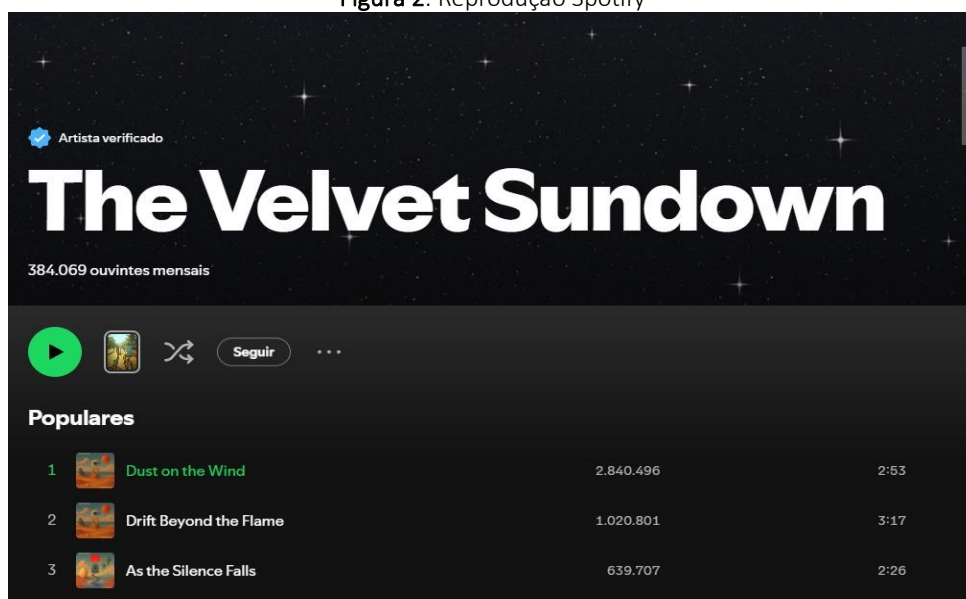 Figura 2. Reprodução Spotify
Artista verificado
The Velvet Sundown
384.069 ouvintes mensais
Seguir
Populares
1 Dust on the Wind 2.840.496 2:53
2 Drift Beyond the Flame 1.020.801 3:17
3 As the Silence Falls 639.707 2:26